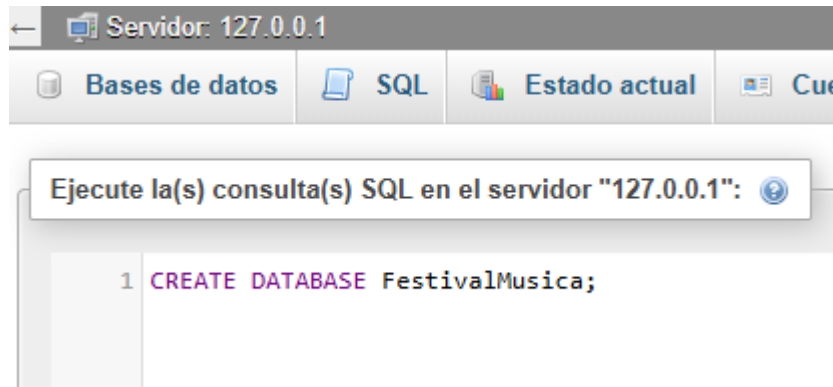 ← Servidor: 127.0.0.1
Bases de datos SQL Estado actual
Ejecute la(s) consulta(s) SQL en el servidor "127.0.0.1":
1 CREATE DATABASE FestivalMusica;